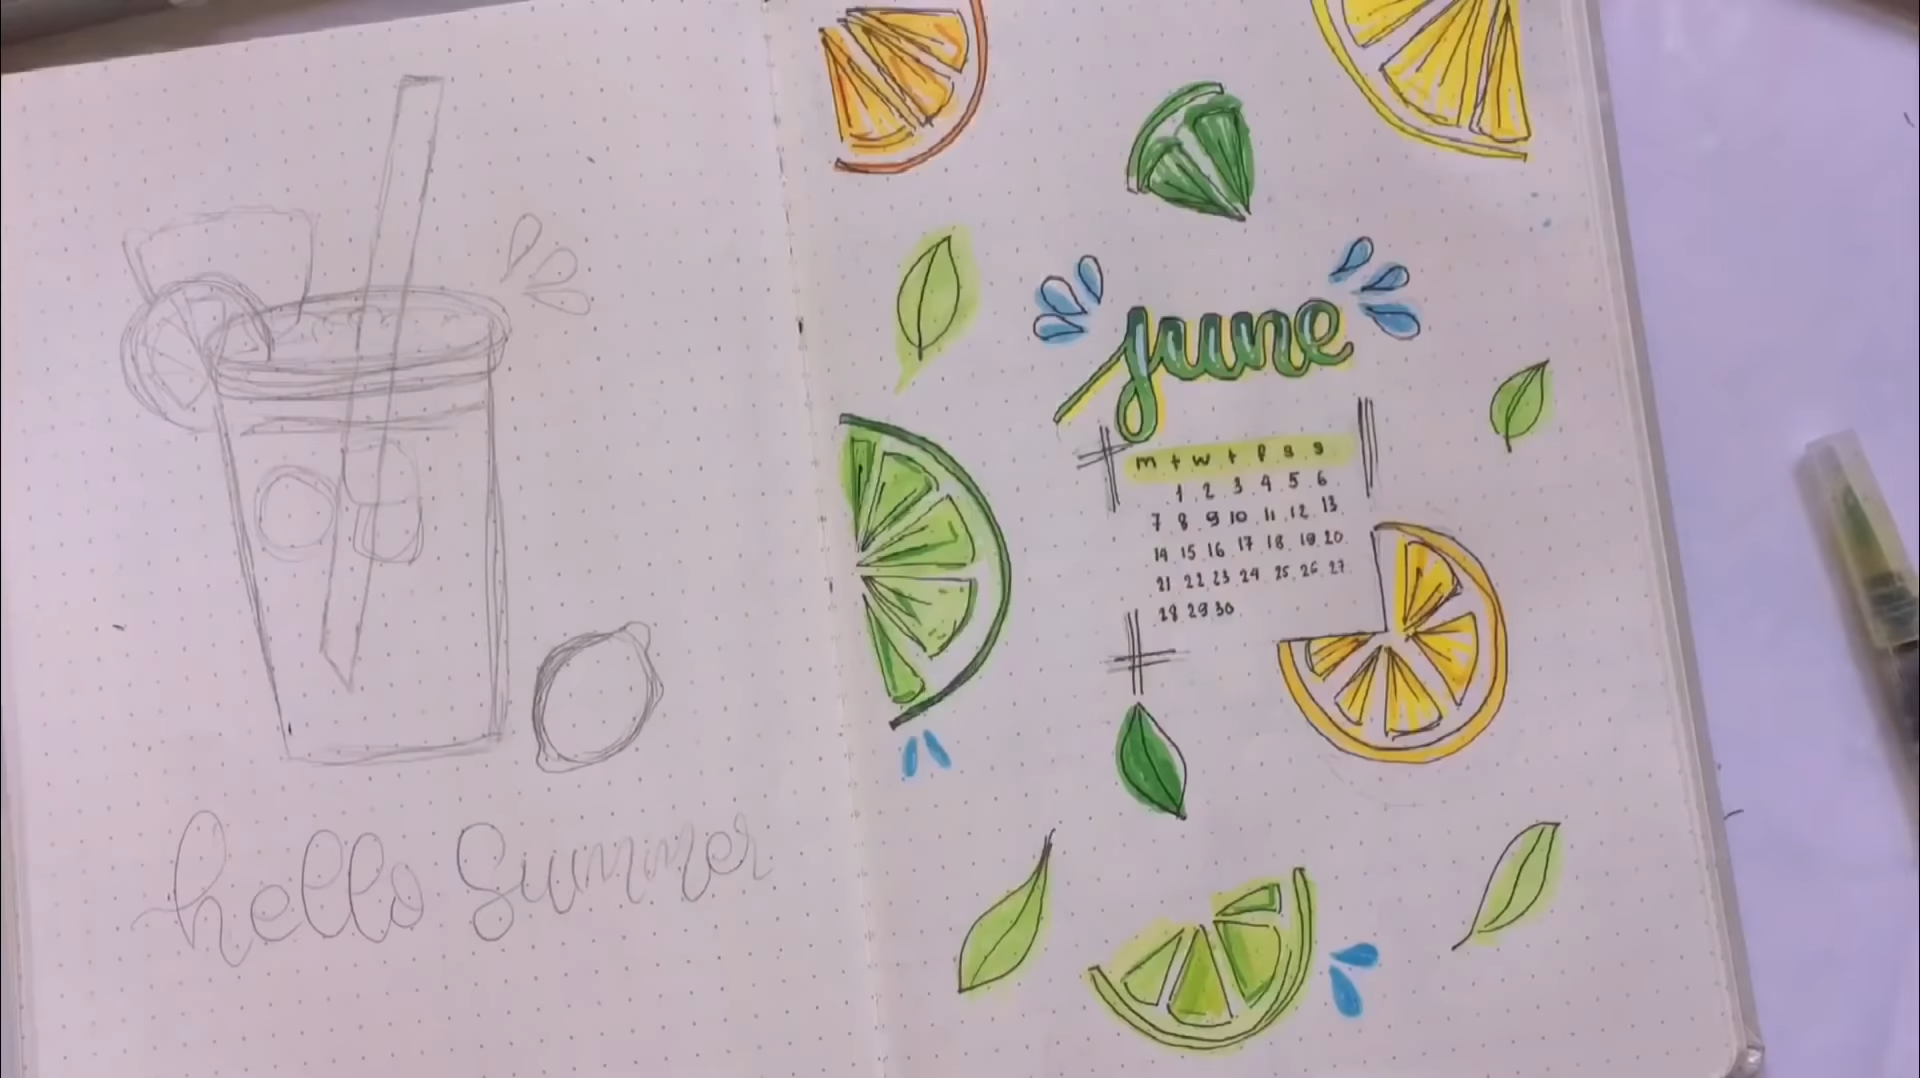 hello Summer
june
m t w t f s s
1 2 3 4 5 6
7 8 9 10 11 12 13
14 15 16 17 18 19 20
21 22 23 24 25 26 27
28 29 30